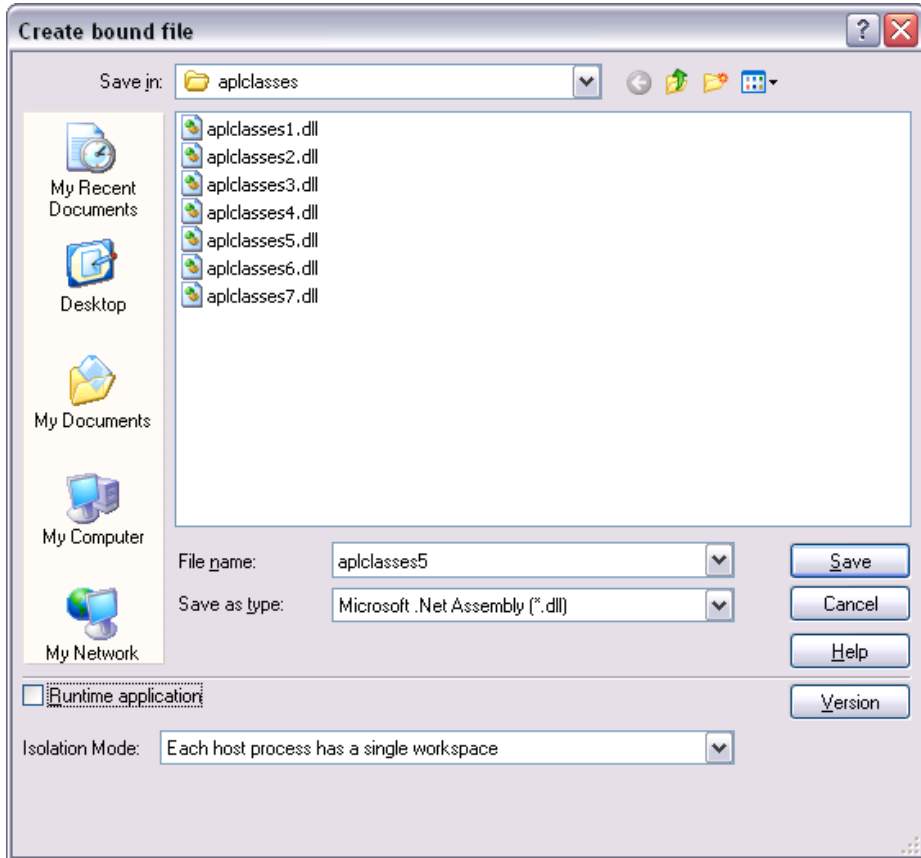 Create bound file
Save in: aplclasses
aplclasses1.dll
aplclasses2.dll
aplclasses3.dll
aplclasses4.dll
aplclasses5.dll
aplclasses6.dll
aplclasses7.dll
My Recent
Documents
Desktop
My Documents
My Computer
My Network
File name: aplclasses5 Save
Save as type: Microsoft .Net Assembly (*.dll) Cancel
Help
Runtime application Version
Isolation Mode: Each host process has a single workspace